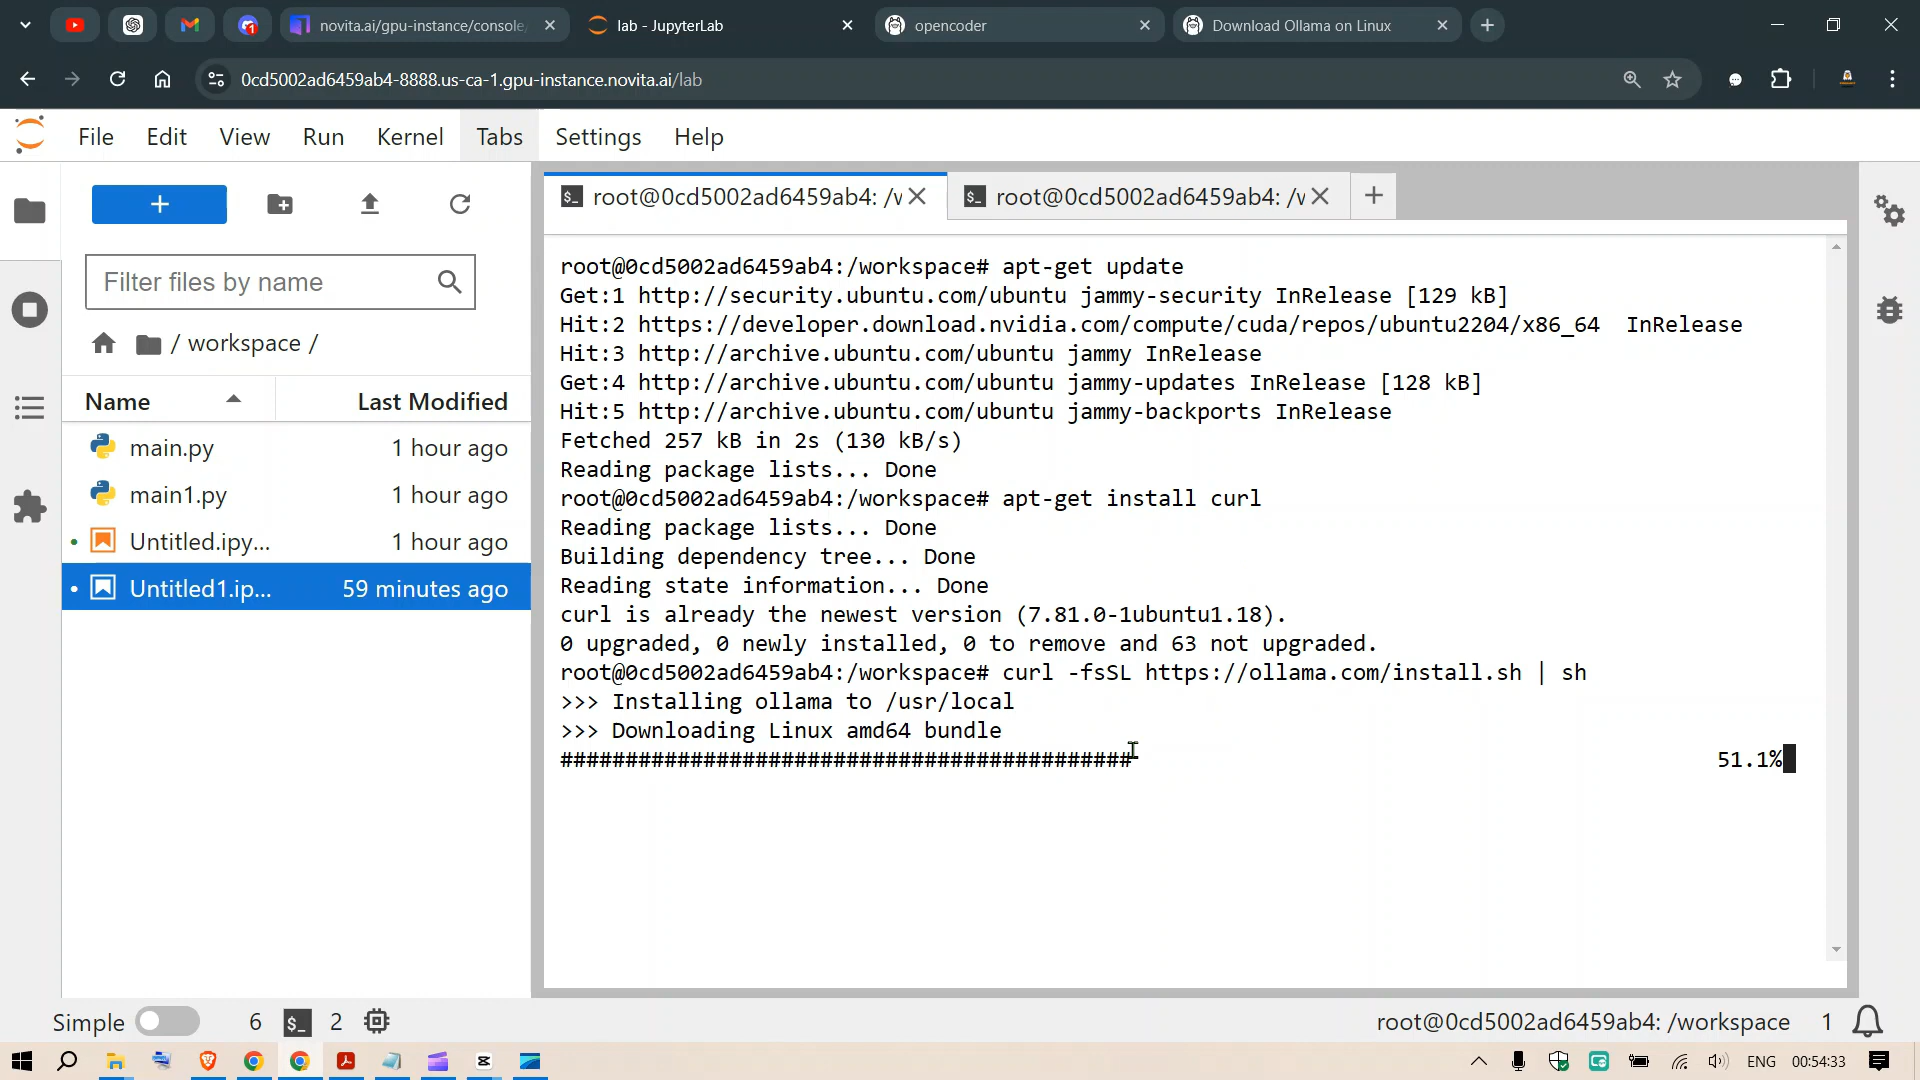 novita.ai/gpu-instance/console
lab - JupyterLab
opencoder
Download Ollama on Linux
0cd5002ad6459ab4-8888.us-ca-1.gpu-instance.novita.ai/lab
File Edit View Run Kernel Tabs Settings Help
+
root@0cd5002ad6459ab4: /v
root@0cd5002ad6459ab4: /v
Filter files by name
/ workspace /
Name Last Modified
main.py 1 hour ago
main1.py 1 hour ago
Untitled.ipy... 1 hour ago
Untitled1.ip... 59 minutes ago
root@0cd5002ad6459ab4:/workspace# apt-get update
Get:1 http://security.ubuntu.com/ubuntu jammy-security InRelease [129 kB]
Hit:2 https://developer.download.nvidia.com/compute/cuda/repos/ubuntu2204/x86_64  InRelease
Hit:3 http://archive.ubuntu.com/ubuntu jammy InRelease
Get:4 http://archive.ubuntu.com/ubuntu jammy-updates InRelease [128 kB]
Hit:5 http://archive.ubuntu.com/ubuntu jammy-backports InRelease
Fetched 257 kB in 2s (130 kB/s)
Reading package lists... Done
root@0cd5002ad6459ab4:/workspace# apt-get install curl
Reading package lists... Done
Building dependency tree... Done
Reading state information... Done
curl is already the newest version (7.81.0-1ubuntu1.18).
0 upgraded, 0 newly installed, 0 to remove and 63 not upgraded.
root@0cd5002ad6459ab4:/workspace# curl -fsSL https://ollama.com/install.sh | sh
>>> Installing ollama to /usr/local
>>> Downloading Linux amd64 bundle
############################################ 51.1%
Simple 6 $_ 2
root@0cd5002ad6459ab4: /workspace 1
ENG 00:54:33